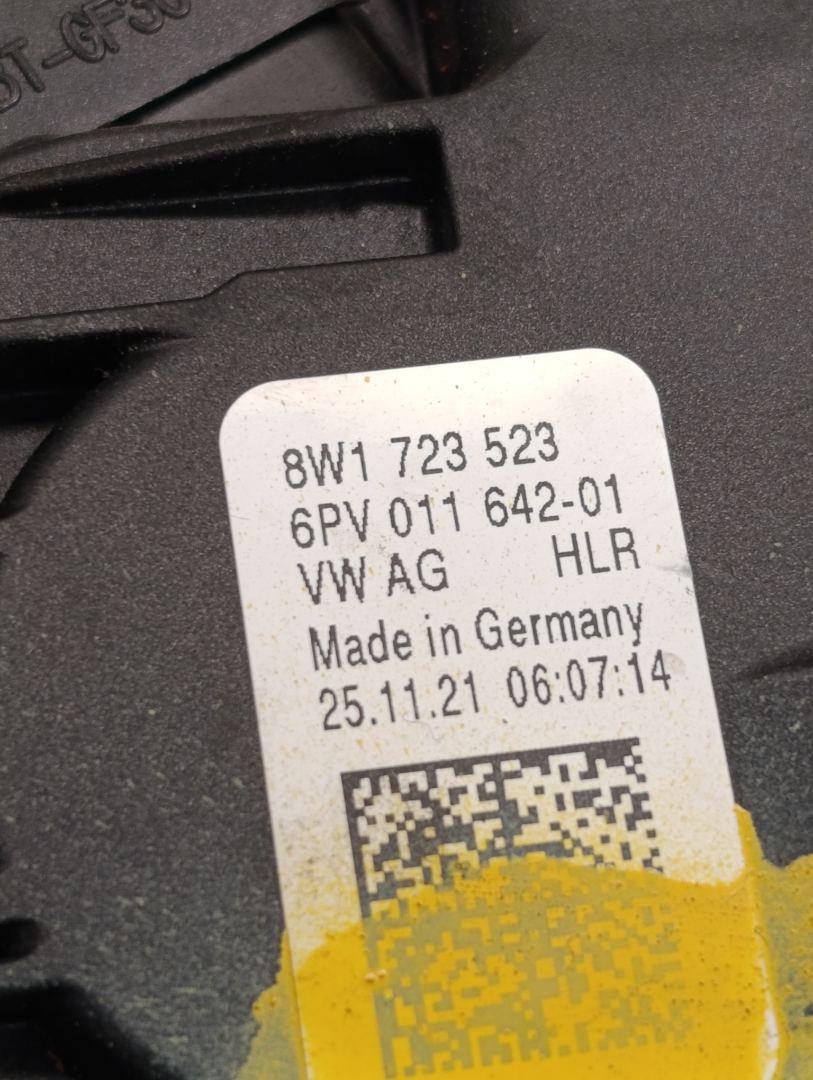 8W1 723 523
6PV 011 642-01
VW AG HLR
Made in Germany
25.11.21 06:07:14